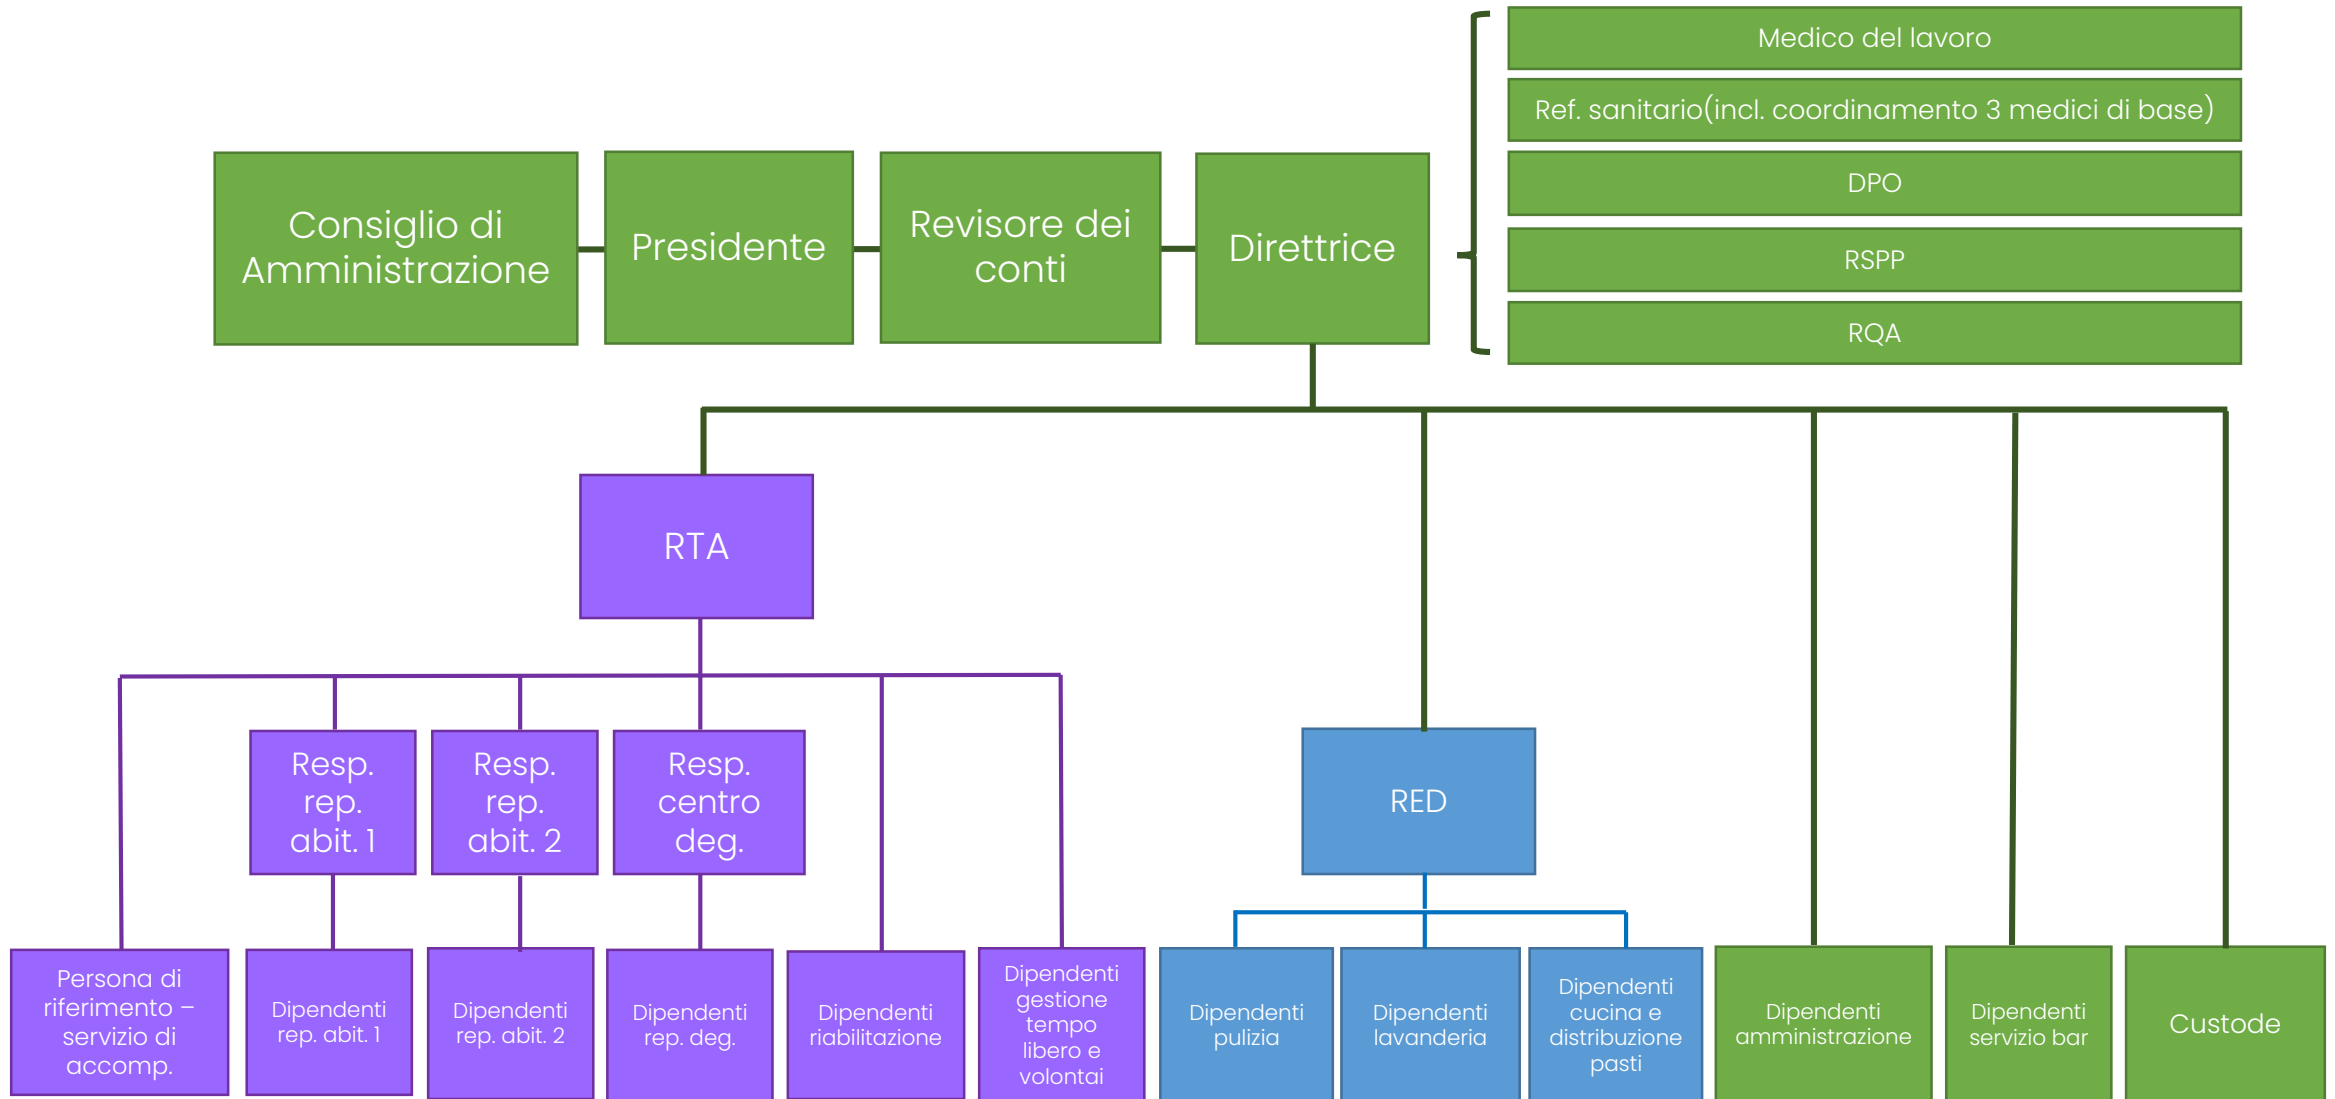 Medico del lavoro
Ref. sanitario(incl. coordinamento 3 medici di base)
DPO
RSPP
RQA
Consiglio di
Amministrazione
Presidente
Revisore dei
conti
Direttrice
RTA
Resp.
rep.
abit. 1
Resp.
rep.
abit. 2
Resp.
centro
deg.
RED
Persona di
riferimento –
servizio di
accomp.
Dipendenti
rep. abit. 1
Dipendenti
rep. abit. 2
Dipendenti
rep. deg.
Dipendenti
riabilitazione
Dipendenti
gestione
tempo
libero e
volontai
Dipendenti
pulizia
Dipendenti
lavanderia
Dipendenti
cucina e
distribuzione
pasti
Dipendenti
amministrazione
Dipendenti
servizio bar
Custode